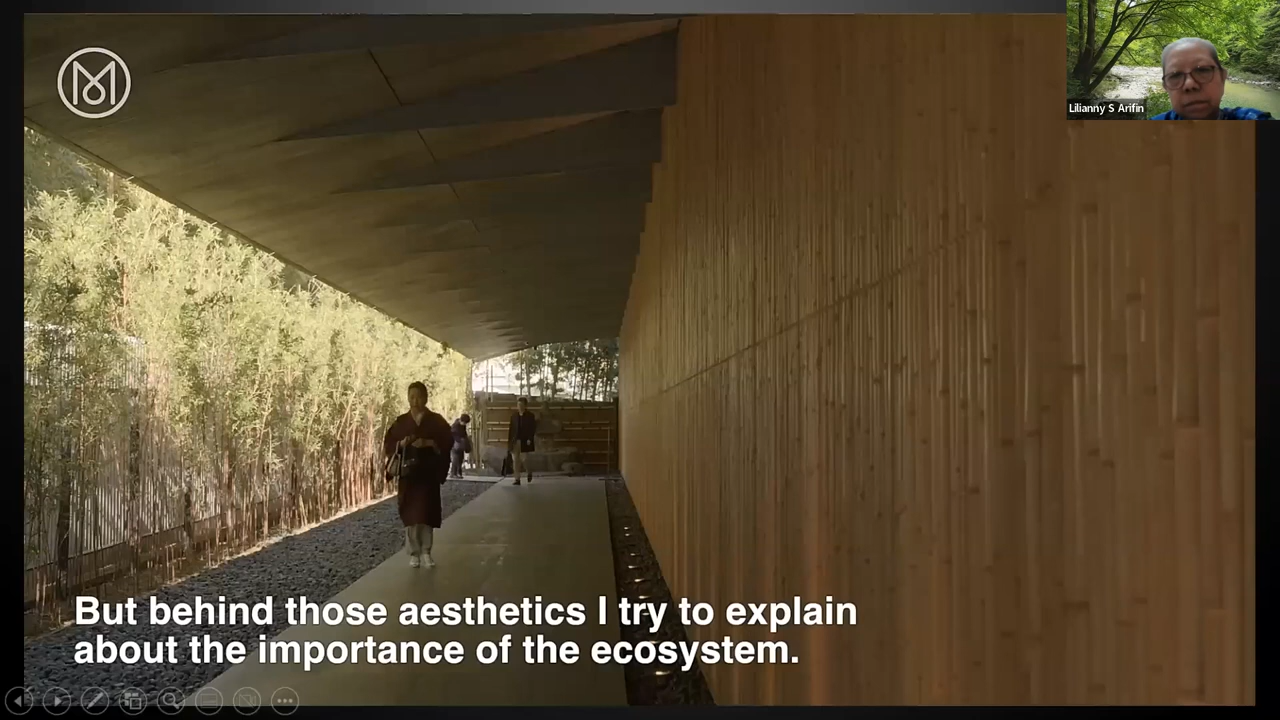 Lilianny S Arifin
But behind those aesthetics I try to explain
about the importance of the ecosystem.